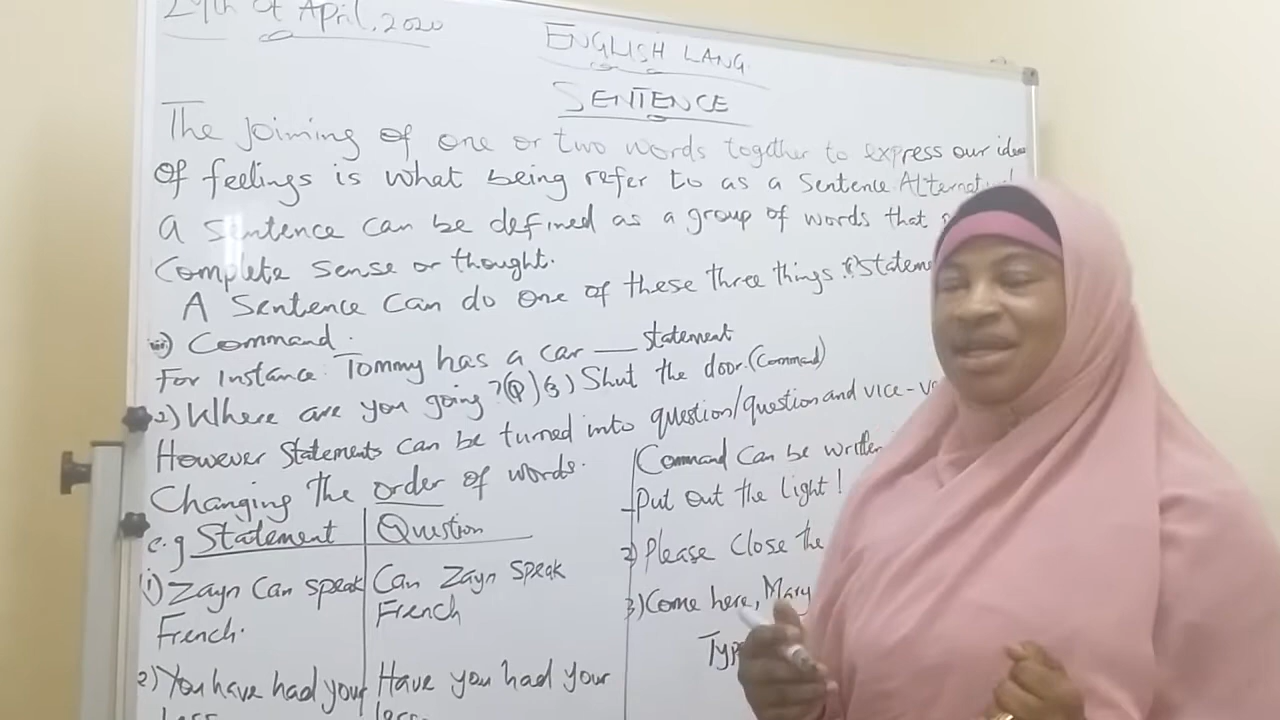 of April, 2020
ENGLISH LANG.
SENTENCE
The Joiming of one or two words together to express our idea
of feelings is what being refer to as a Sentence.
A Sentence can be defined as a group of words that
Complete Sense or thought.
A Sentence Can do one of these three things
iii) Command.
For Instance: Tommy has a car — statement
2) Where are you going? (Q) 3) Shut the door. (Command)
However Statements can be turned into question/question and vice-
Changing the order of words.
e.g Statement Question
(i) Zayn Can speak French. Can Zayn speak French
2) You have had your Have you had your
Command Can be written
- Put out the light!
2) Please close the
3) Come here, Mary